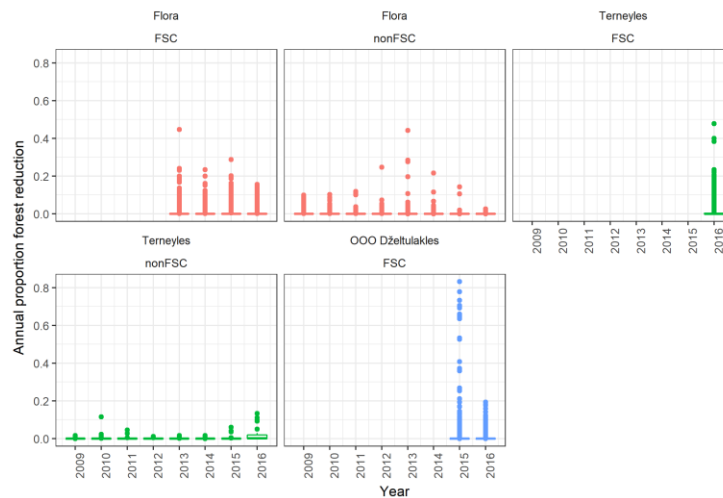 Flora Flora Terneyles
FSC nonFSC FSC
0.8
0.6
0.4
0.2
0.0
2009 2010 2011 2012 2013 2014 2015 2016
Terneyles OOO Dželtulakles
nonFSC FSC
0.8
0.6
0.4
0.2
0.0
2009 2010 2011 2012 2013 2014 2015 2016 2009 2010 2011 2012 2013 2014 2015 2016
Annual proportion forest reduction
Year